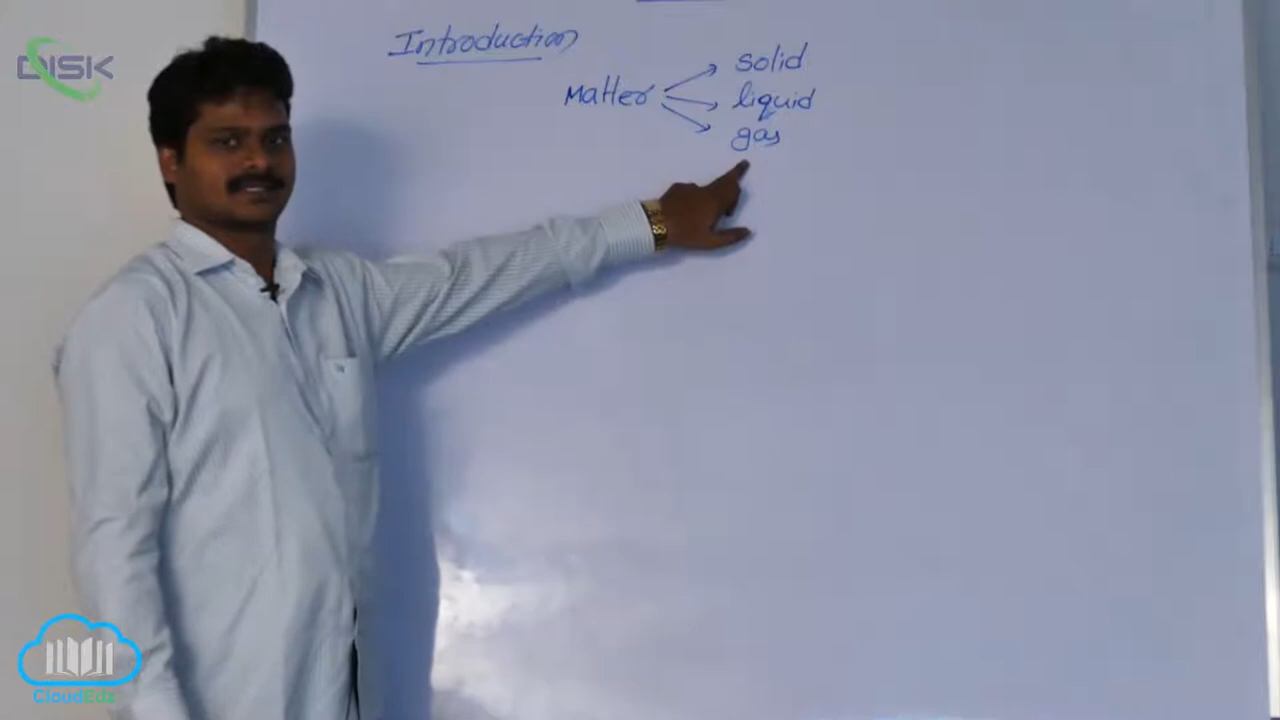 DISK
Introduction
Matter
solid
liquid
gas
CloudEdz